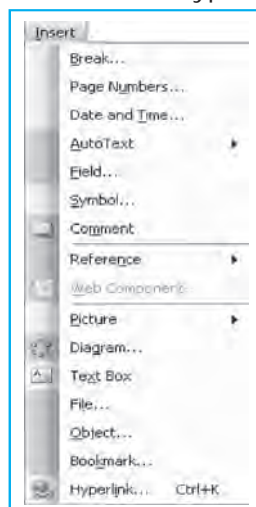 Insert
Break...
Page Numbers...
Date and Time...
AutoText
Field...
Symbol...
Comment
Reference
Web Component...
Picture
Diagram...
Text Box
File...
Object...
Bookmark...
Hyperlink... Ctrl+K